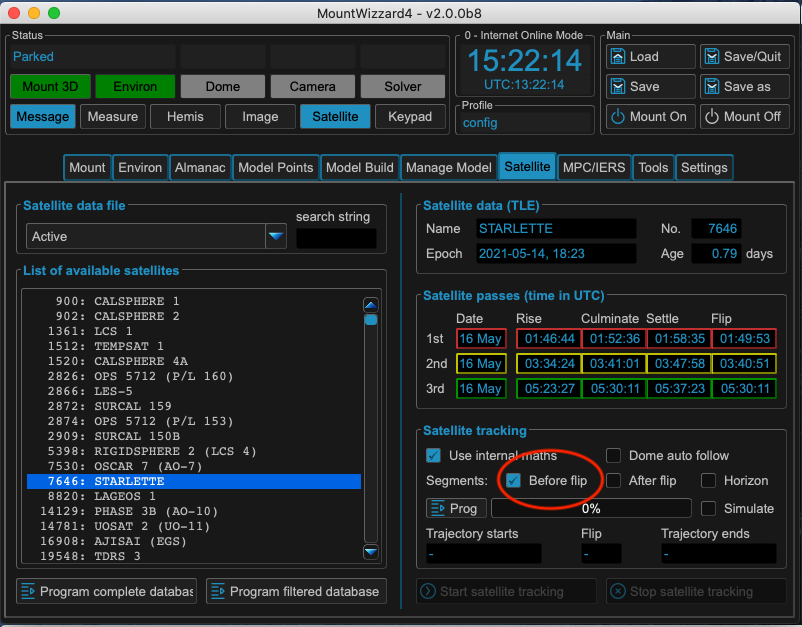 MountWizzard4 - v2.0.0b8
Status
Parked
Mount 3D Environ Dome Camera Solver
Message Measure Hemis Image Satellite Keypad
0 - Internet Online Mode
15:22:14
UTC:13:22:14
Profile
config
Main
Load Save/Quit
Save Save as
Mount On Mount Off
Mount Environ Almanac Model Points Model Build Manage Model Satellite MPC/IERS Tools Settings
Satellite data file
search string
Active
List of available satellites
900: CALSPHERE 1
902: CALSPHERE 2
1361: LCS 1
1512: TEMPSAT 1
1520: CALSPHERE 4A
2826: OPS 5712 (P/L 160)
2866: LES-5
2872: SURCAL 159
2874: OPS 5712 (P/L 153)
2909: SURCAL 150B
5398: RIGIDSPHERE 2 (LCS 4)
7530: OSCAR 7 (AO-7)
7646: STARLETTE
8820: LAGEOS 1
14129: PHASE 3B (AO-10)
14781: UOSAT 2 (UO-11)
16908: AJISAI (EGS)
19548: TDRS 3
Program complete databas Program filtered database
Satellite data (TLE)
Name STARLETTE No. 7646
Epoch 2021-05-14, 18:23 Age 0.79 days
Satellite passes (time in UTC)
Date Rise Culminate Settle Flip
1st 16 May 01:46:44 01:52:36 01:58:35 01:49:53
2nd 16 May 03:34:24 03:41:01 03:47:58 03:40:51
3rd 16 May 05:23:27 05:30:11 05:37:23 05:30:11
Satellite tracking
Use internal maths Dome auto follow
Segments: Before flip After flip Horizon
Prog 0% Simulate
Trajectory starts Flip Trajectory ends
- - -
Start satellite tracking Stop satellite tracking